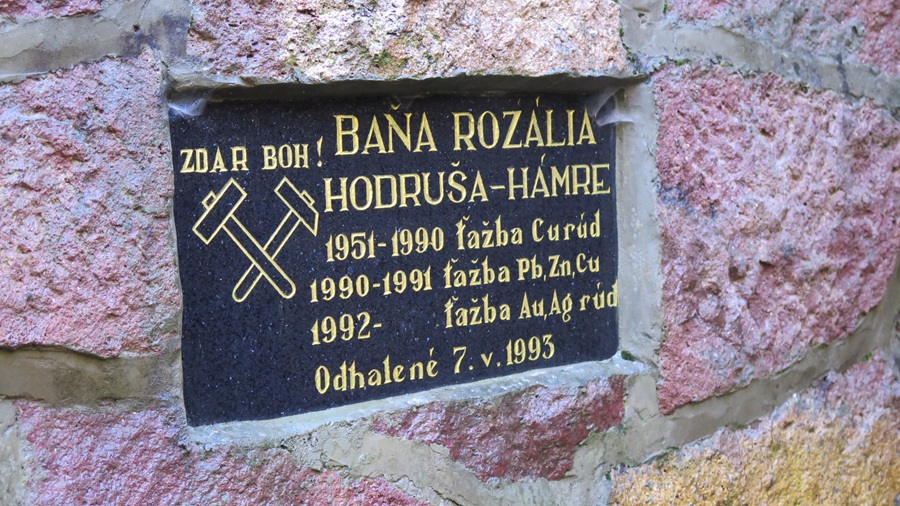 ZDAR BOH!
BAŇA ROZÁLIA
HODRUŠA-HÁMRE
1951-1990 ťažba Cu rúd
1990-1991 ťažba Pb, Zn, Cu
1992- ťažba Au, Ag rúd
Odhalené 7. v. 1993